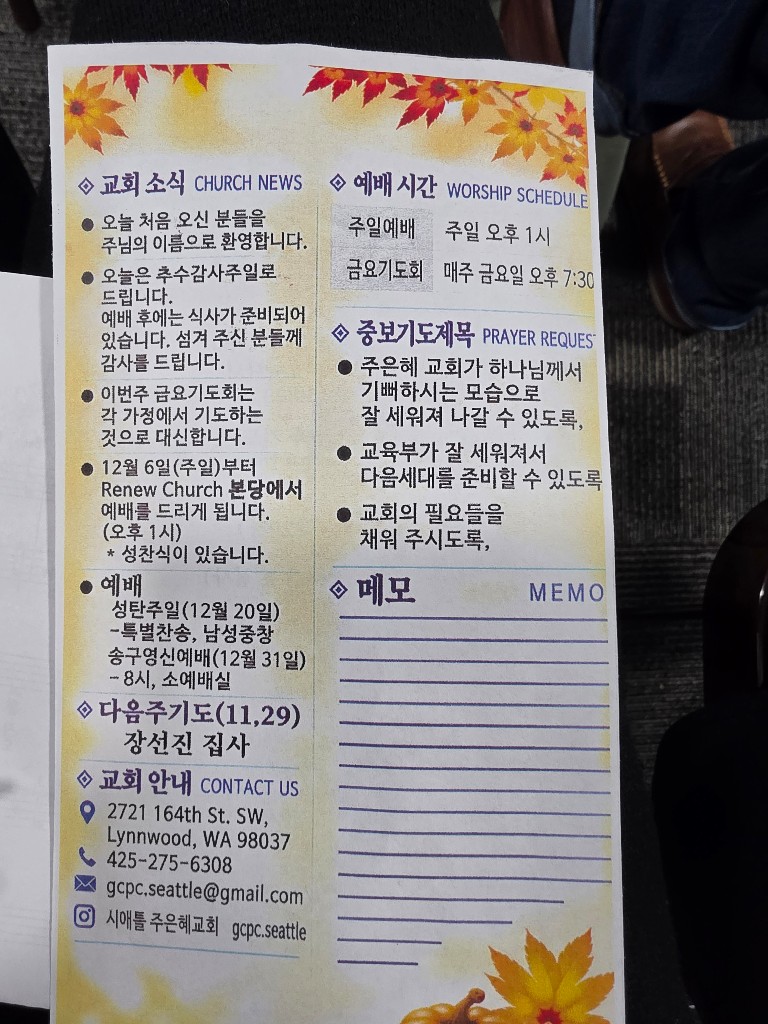 교회 소식 CHURCH NEWS
● 오늘 처음 오신 분들을
주님의 이름으로 환영합니다.
● 오늘은 추수감사주일로
드립니다.
예배 후에는 식사가 준비되어
있습니다. 섬겨 주신 분들께
감사를 드립니다.
● 이번주 금요기도회는
각 가정에서 기도하는
것으로 대신합니다.
● 12월 6일(주일)부터
Renew Church 본당에서
예배를 드리게 됩니다.
(오후 1시)
* 성찬식이 있습니다.
● 예배
성탄주일(12월 20일)
-특별찬송, 남성중창
송구영신예배(12월 31일)
- 8시, 소예배실
다음주기도(11,29)
장선진 집사
교회 안내 CONTACT US
2721 164th St. SW,
Lynnwood, WA 98037
425-275-6308
gcpc.seattle@gmail.com
시애틀 주은혜교회 gcpc.seattle
예배 시간 WORSHIP SCHEDULE
주일예배 주일 오후 1시
금요기도회 매주 금요일 오후 7:30
중보기도제목 PRAYER REQUES
● 주은혜 교회가 하나님께서
기뻐하시는 모습으로
잘 세워져 나갈 수 있도록,
● 교육부가 잘 세워져서
다음세대를 준비할 수 있도록
● 교회의 필요들을
채워 주시도록,
메모 MEMO